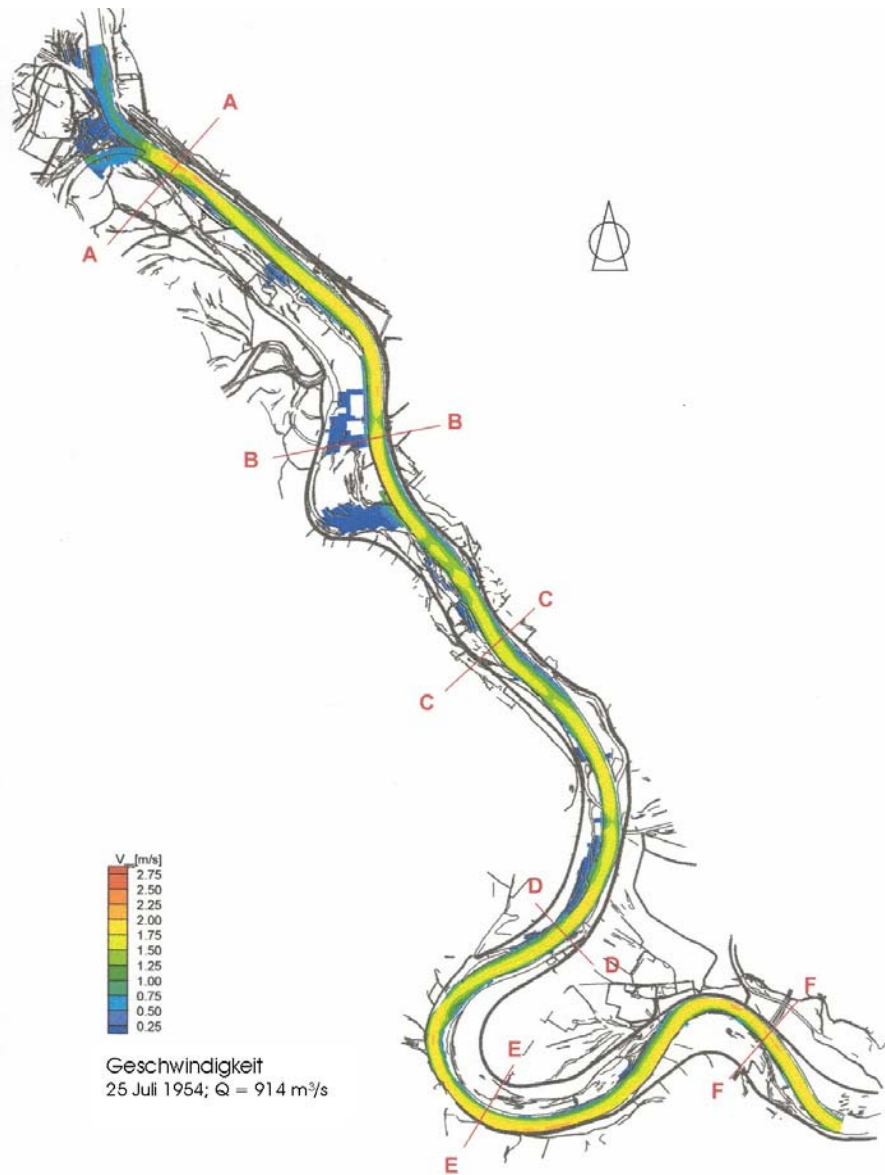 A
A
B
B
C
C
D
D
F
E
F
E
[m/s]
2.75
2.50
2.25
2.00
1.75
1.50
1.25
1.00
0.75
0.50
0.25
Geschwindigkeit
25 Juli 1954; Q = 914 m³/s